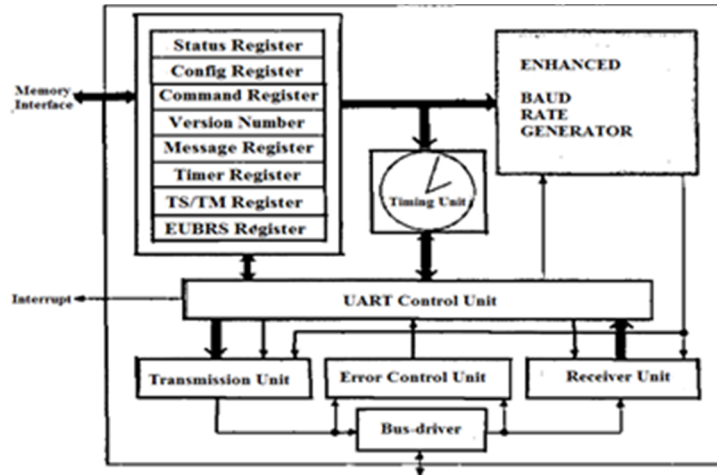 Status Register
Config Register
Command Register
Version Number
Message Register
Timer Register
TS/TM Register
EUBRS Register
Memory
Interface
ENHANCED
BAUD
RATE
GENERATOR
Timing Unit
UART Control Unit
Interrupt
Transmission Unit
Error Control Unit
Receiver Unit
Bus-driver